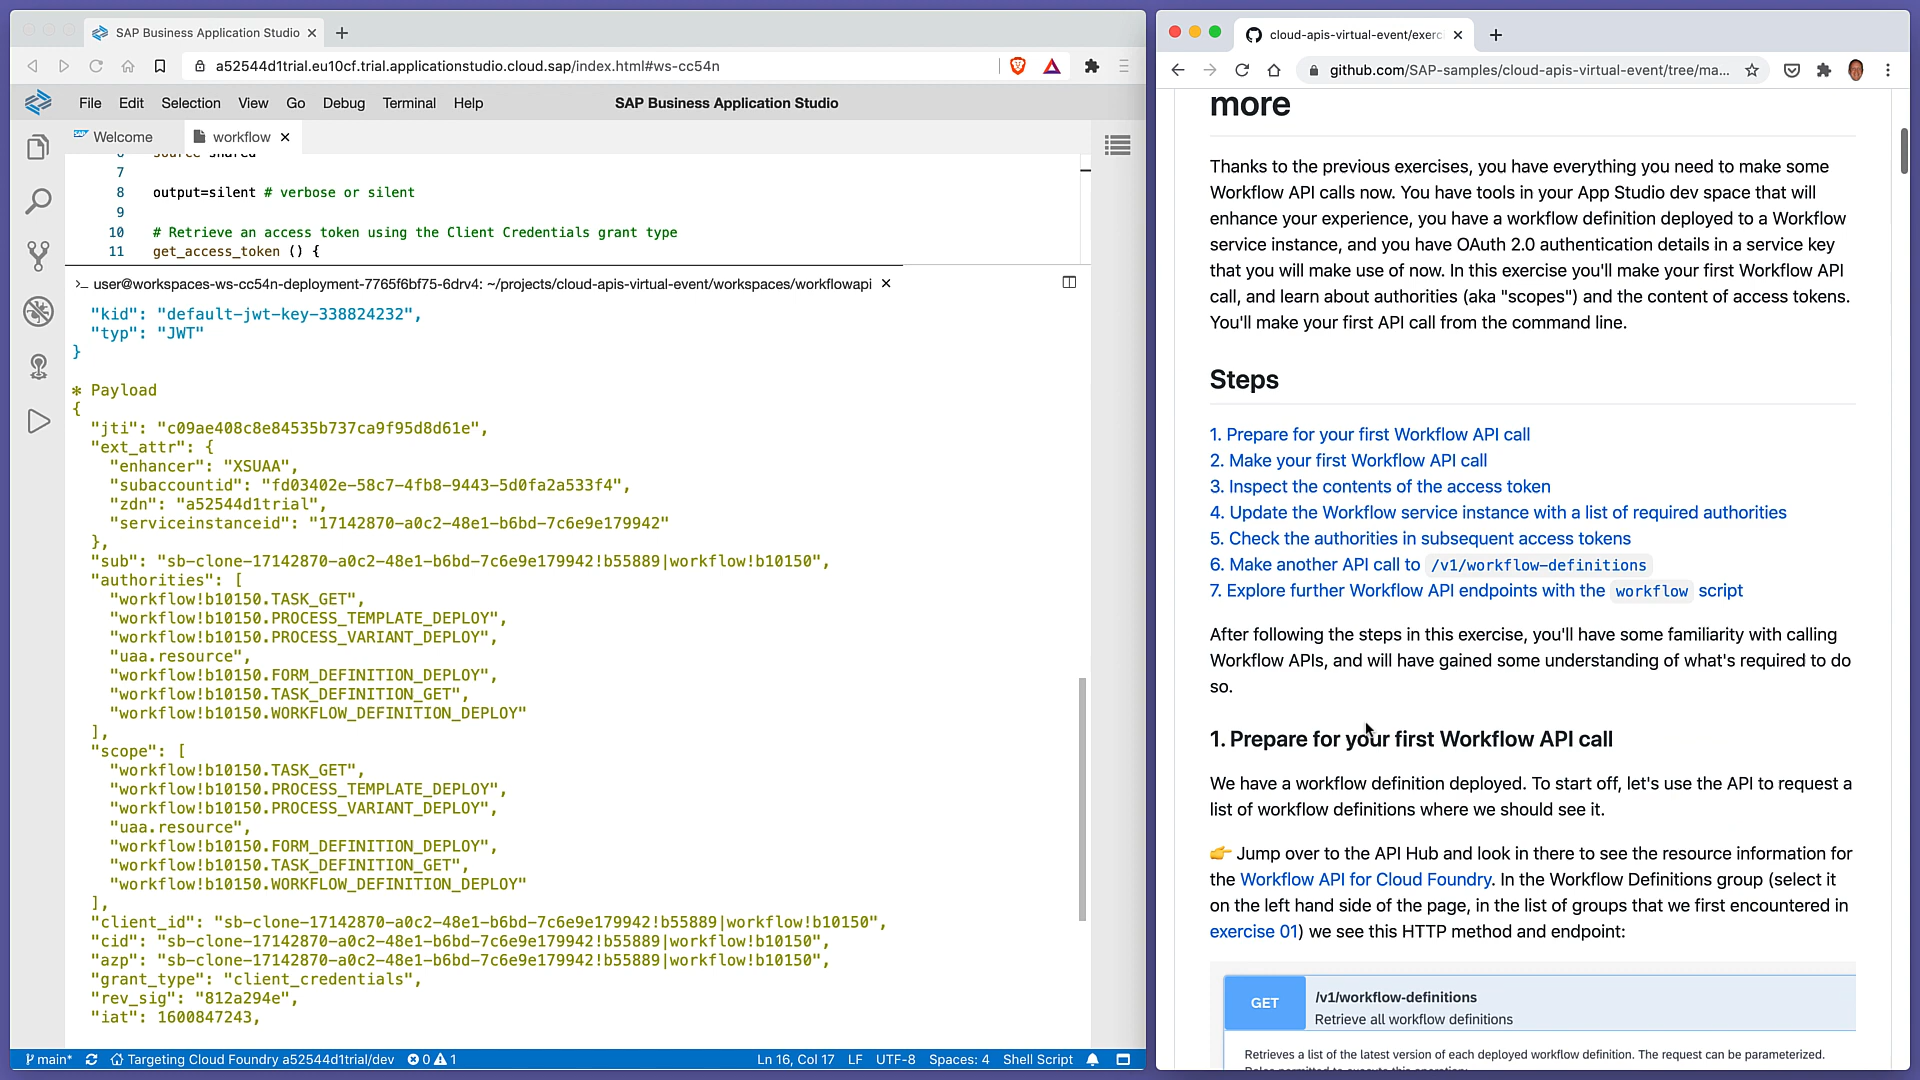 SAP Business Application Studio
a52544d1trial.eu10cf.trial.applicationstudio.cloud.sap/index.html#ws-cc54n
File Edit Selection View Go Debug Terminal Help
SAP Business Application Studio
Welcome
workflow
6 source shared
7
8 output=silent # verbose or silent
9
10 # Retrieve an access token using the Client Credentials grant type
11 get_access_token () {
>_ user@workspaces-ws-cc54n-deployment-7765f6bf75-6drv4: ~/projects/cloud-apis-virtual-event/workspaces/workflowapi
"kid": "default-jwt-key-338824232",
"typ": "JWT"
}
✻ Payload
{
"jti": "c09ae408c8e84535b737ca9f95d8d61e",
"ext_attr": {
"enhancer": "XSUAA",
"subaccountid": "fd03402e-58c7-4fb8-9443-5d0fa2a533f4",
"zdn": "a52544d1trial",
"serviceinstanceid": "17142870-a0c2-48e1-b6bd-7c6e9e179942"
},
"sub": "sb-clone-17142870-a0c2-48e1-b6bd-7c6e9e179942!b55889|workflow!b10150",
"authorities": [
"workflow!b10150.TASK_GET",
"workflow!b10150.PROCESS_TEMPLATE_DEPLOY",
"workflow!b10150.PROCESS_VARIANT_DEPLOY",
"uaa.resource",
"workflow!b10150.FORM_DEFINITION_DEPLOY",
"workflow!b10150.TASK_DEFINITION_GET",
"workflow!b10150.WORKFLOW_DEFINITION_DEPLOY"
],
"scope": [
"workflow!b10150.TASK_GET",
"workflow!b10150.PROCESS_TEMPLATE_DEPLOY",
"workflow!b10150.PROCESS_VARIANT_DEPLOY",
"uaa.resource",
"workflow!b10150.FORM_DEFINITION_DEPLOY",
"workflow!b10150.TASK_DEFINITION_GET",
"workflow!b10150.WORKFLOW_DEFINITION_DEPLOY"
],
"client_id": "sb-clone-17142870-a0c2-48e1-b6bd-7c6e9e179942!b55889|workflow!b10150",
"cid": "sb-clone-17142870-a0c2-48e1-b6bd-7c6e9e179942!b55889|workflow!b10150",
"azp": "sb-clone-17142870-a0c2-48e1-b6bd-7c6e9e179942!b55889|workflow!b10150",
"grant_type": "client_credentials",
"rev_sig": "812a294e",
"iat": 1600847243,
main* Targeting Cloud Foundry a52544d1trial/dev 0 1 Ln 16, Col 17 LF UTF-8 Spaces: 4 Shell Script
cloud-apis-virtual-event/exerc
github.com/SAP-samples/cloud-apis-virtual-event/tree/ma...
more
Thanks to the previous exercises, you have everything you need to make some
Workflow API calls now. You have tools in your App Studio dev space that will
enhance your experience, you have a workflow definition deployed to a Workflow
service instance, and you have OAuth 2.0 authentication details in a service key
that you will make use of now. In this exercise you'll make your first Workflow API
call, and learn about authorities (aka "scopes") and the content of access tokens.
You'll make your first API call from the command line.
Steps
1. Prepare for your first Workflow API call
2. Make your first Workflow API call
3. Inspect the contents of the access token
4. Update the Workflow service instance with a list of required authorities
5. Check the authorities in subsequent access tokens
6. Make another API call to /v1/workflow-definitions
7. Explore further Workflow API endpoints with the workflow script
After following the steps in this exercise, you'll have some familiarity with calling
Workflow APIs, and will have gained some understanding of what's required to do
so.
1. Prepare for your first Workflow API call
We have a workflow definition deployed. To start off, let's use the API to request a
list of workflow definitions where we should see it.
👉 Jump over to the API Hub and look in there to see the resource information for
the Workflow API for Cloud Foundry. In the Workflow Definitions group (select it
on the left hand side of the page, in the list of groups that we first encountered in
exercise 01) we see this HTTP method and endpoint:
GET /v1/workflow-definitions
Retrieve all workflow definitions
Retrieves a list of the latest version of each deployed workflow definition. The request can be parameterized.